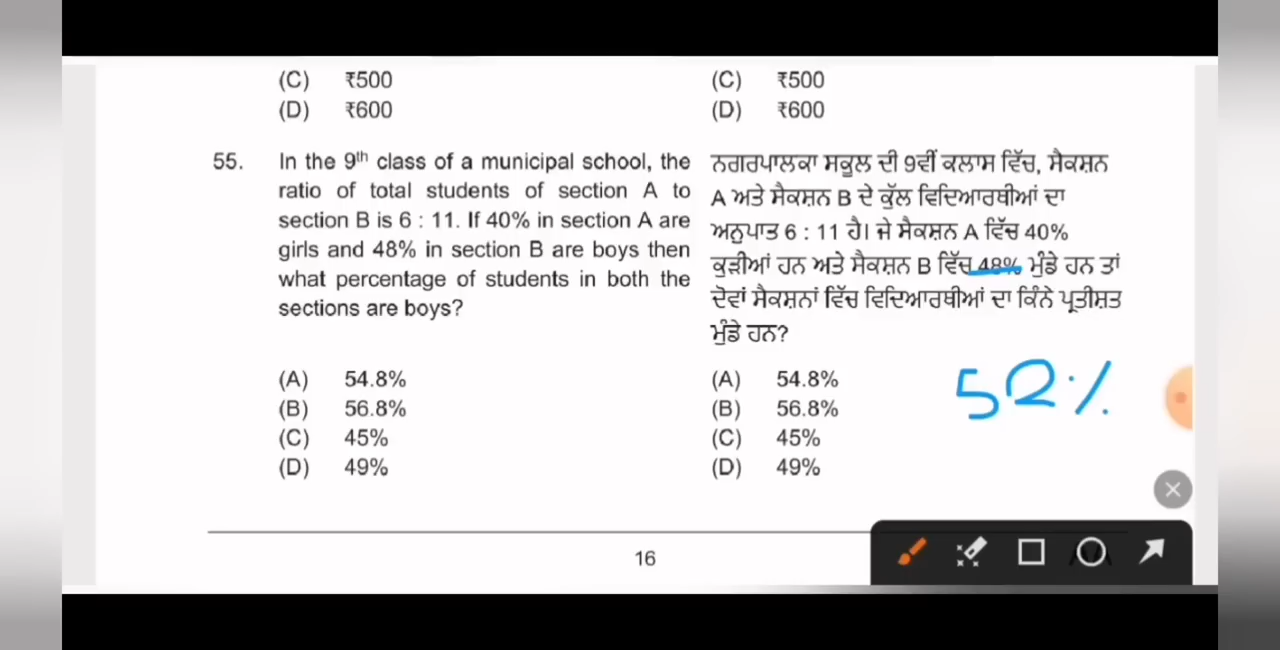 (C) ₹500
(D) ₹600
55. In the 9th class of a municipal school, the
ratio of total students of section A to
section B is 6 : 11. If 40% in section A are
girls and 48% in section B are boys then
what percentage of students in both the
sections are boys?
(A) 54.8%
(B) 56.8%
(C) 45%
(D) 49%
(C) ₹500
(D) ₹600
ਨਗਰਪਾਲਕਾ ਸਕੂਲ ਦੀ 9ਵੀਂ ਕਲਾਸ ਵਿੱਚ, ਸੈਕਸ਼ਨ
A ਅਤੇ ਸੈਕਸ਼ਨ B ਦੇ ਕੁੱਲ ਵਿਦਿਆਰਥੀਆਂ ਦਾ
ਅਨੁਪਾਤ 6 : 11 ਹੈ। ਜੇ ਸੈਕਸ਼ਨ A ਵਿੱਚ 40%
ਕੁੜੀਆਂ ਹਨ ਅਤੇ ਸੈਕਸ਼ਨ B ਵਿੱਚ 48% ਮੁੰਡੇ ਹਨ ਤਾਂ
ਦੋਵਾਂ ਸੈਕਸ਼ਨਾਂ ਵਿੱਚ ਵਿਦਿਆਰਥੀਆਂ ਦਾ ਕਿੰਨੇ ਪ੍ਰਤੀਸ਼ਤ
ਮੁੰਡੇ ਹਨ?
(A) 54.8%
(B) 56.8%
(C) 45%
(D) 49%
52%
16